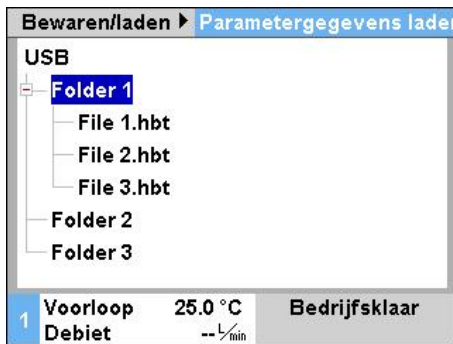 Bewaren/laden ▶ Parametergegevens lade
USB
Folder 1
File 1.hbt
File 2.hbt
File 3.hbt
Folder 2
Folder 3
1 Voorloop 25.0 °C Bedrijfsklaar
Debiet -- L/min